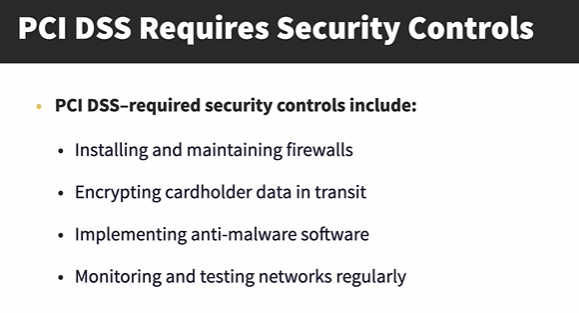 PCI DSS Requires Security Controls
• PCI DSS–required security controls include:
• Installing and maintaining firewalls
• Encrypting cardholder data in transit
• Implementing anti-malware software
• Monitoring and testing networks regularly